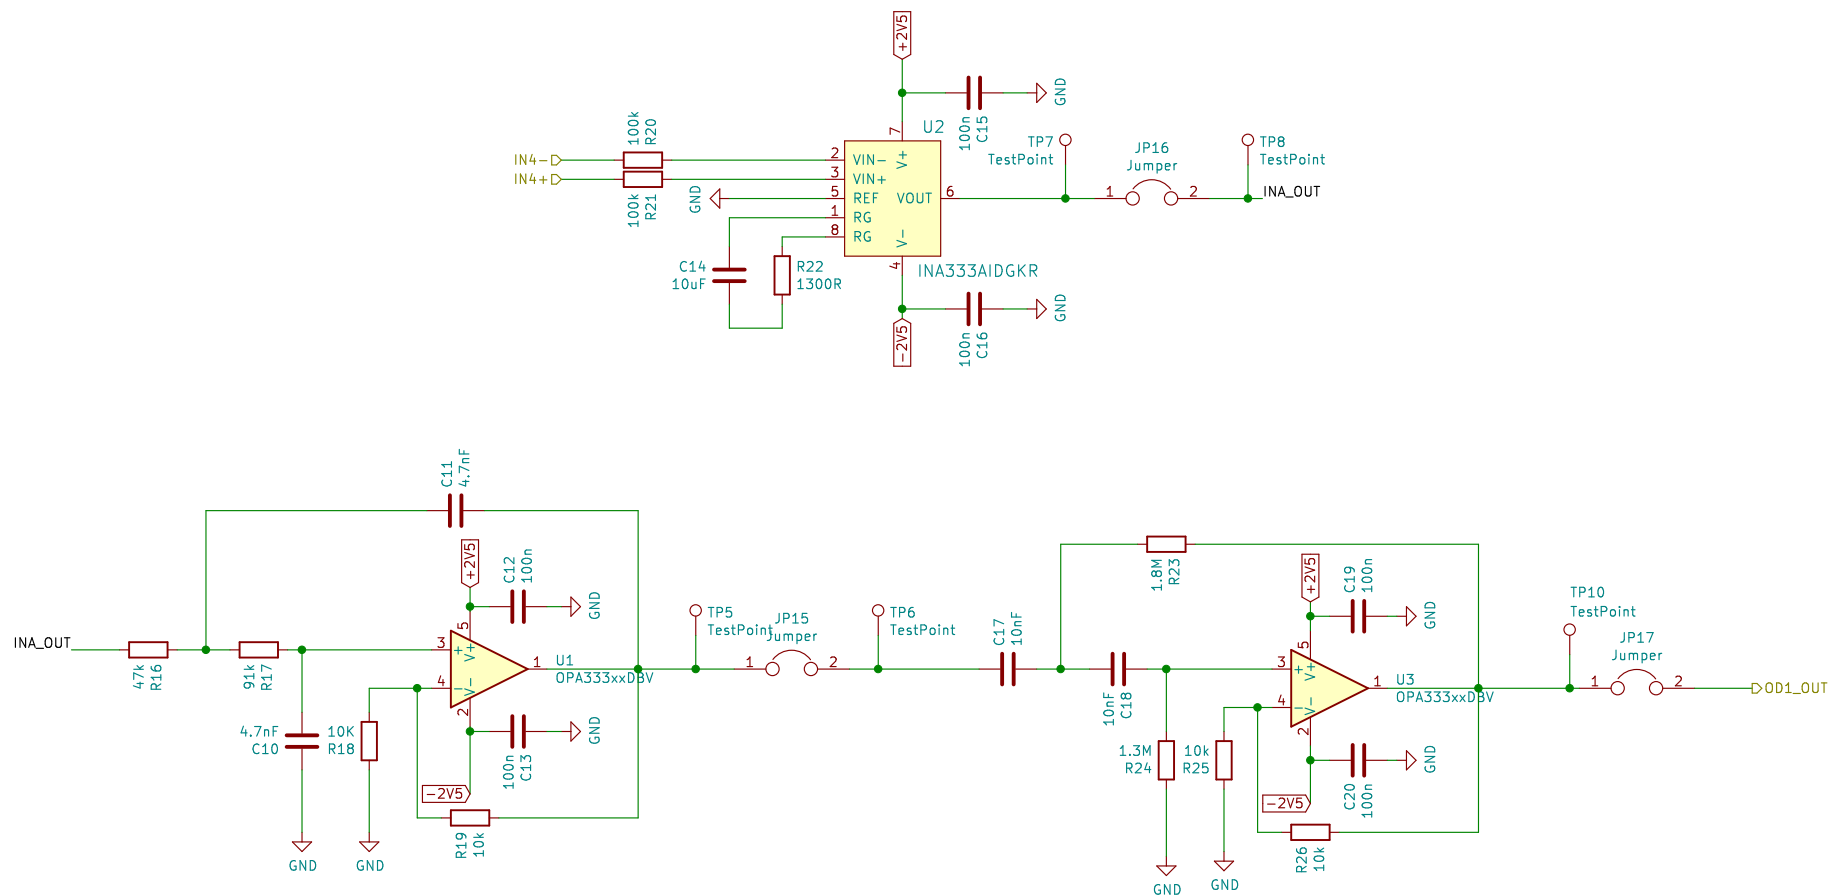 +2V5
C15
100n
GND
U2
7
R20
100k
IN4-
IN4+
R21
100k
2
VIN-
3
VIN+
5
REF
1
RG
8
RG
V+
VOUT
6
V-
4
GND
INA333AIDGKR
C14
10uF
R22
1300R
C16
100n
GND
-2V5
TP7
TestPoint
JP16
Jumper
1
2
TP8
TestPoint
INA_OUT
C11
4.7nF
+2V5
C12
100n
GND
INA_OUT
R16
47k
R17
91k
3
+
4
-
V+
V-
5
2
1
U1
OPA333xxDBV
4.7nF
C10
10K
R18
C13
100n
GND
-2V5
R19
10k
GND
GND
TP5
TestPoint
JP15
Jumper
1
2
TP6
TestPoint
C17
10nF
C18
10nF
1.8M
R23
+2V5
C19
100n
GND
3
+
4
-
V+
V-
5
2
1
U3
OPA333xxDBV
1.3M
R24
10k
R25
C20
100n
GND
-2V5
R26
10k
GND
GND
TP10
TestPoint
JP17
Jumper
1
2
OD1_OUT